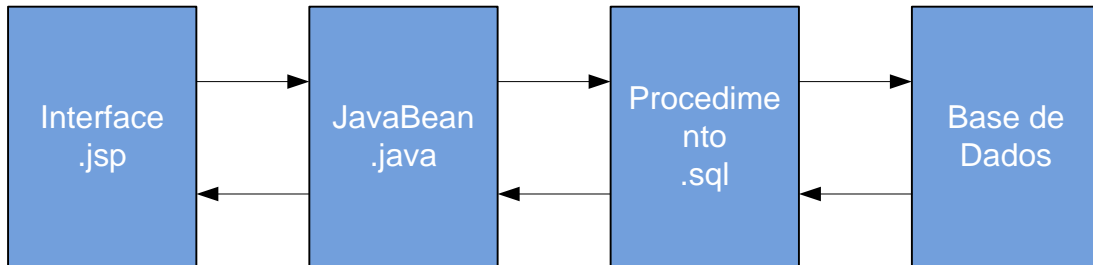 Interface
.jsp
JavaBean
.java
Procedime
nto
.sql
Base de
Dados